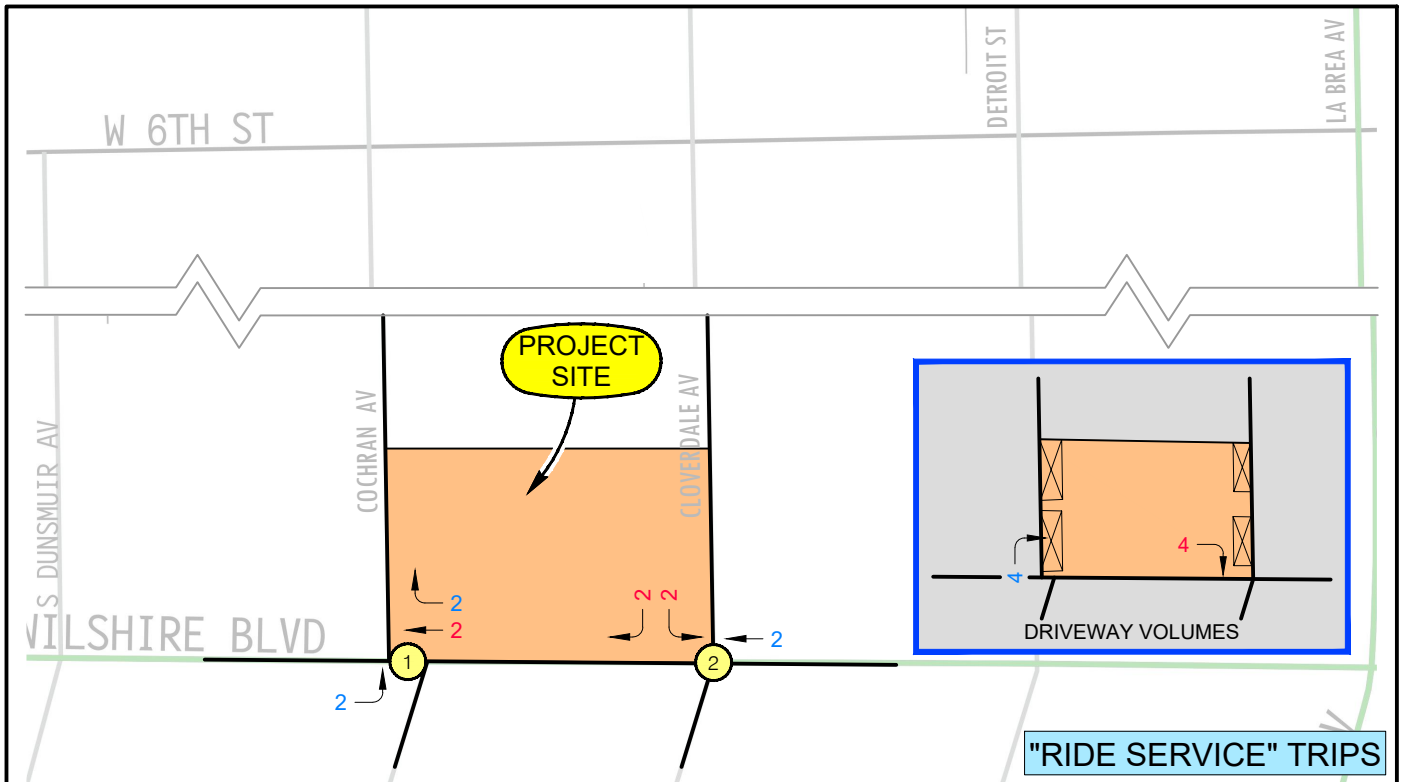 W 6TH ST
DETROIT ST
LA BREA AV
PROJECT
SITE
COCHRAN AV
CLOVERDALE AV
S DUNSMUIR AV
WILSHIRE BLVD
2
2
2
2
2
2
1
2
4
4
DRIVEWAY VOLUMES
"RIDE SERVICE" TRIPS